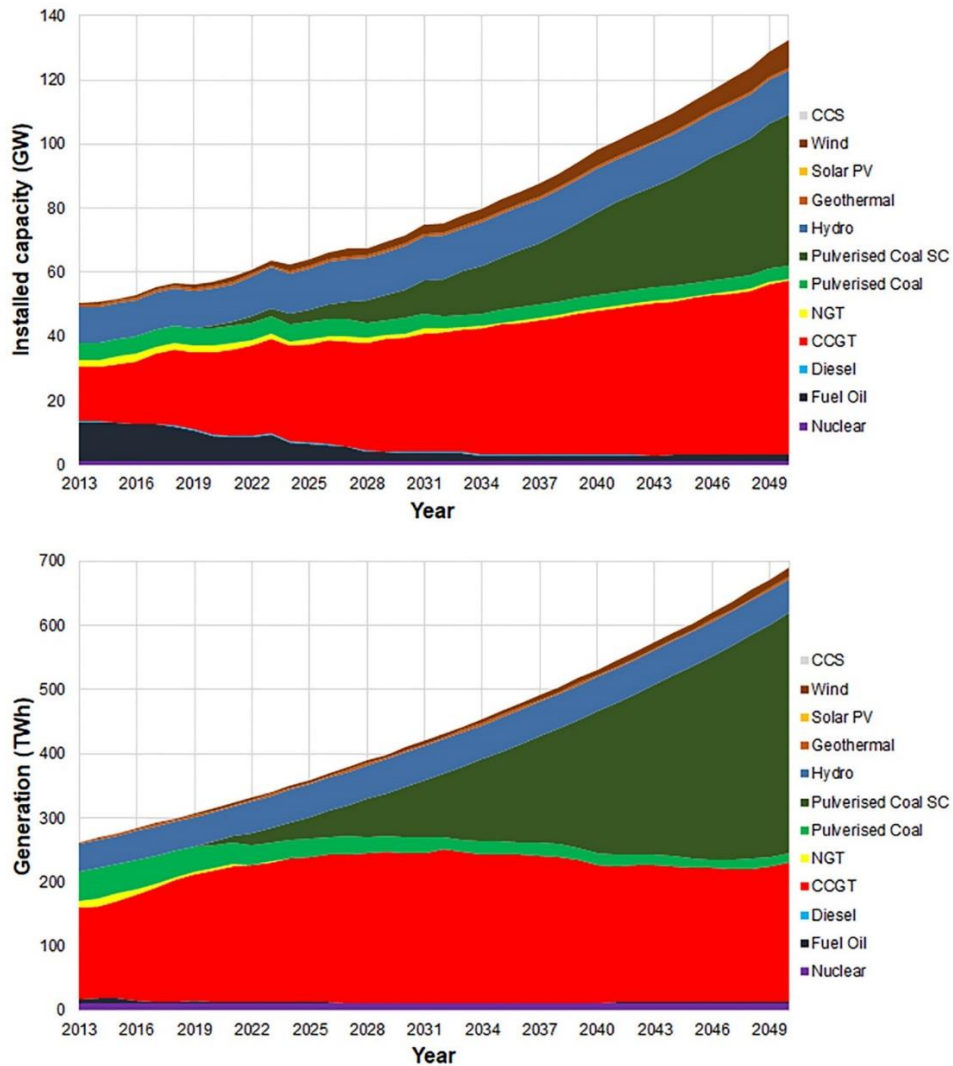 Installed capacity (GW)
140
120
100
80
60
40
20
0
2013 2016 2019 2022 2025 2028 2031 2034 2037 2040 2043 2046 2049
Year
CCS
Wind
Solar PV
Geothermal
Hydro
Pulverised Coal SC
Pulverised Coal
NGT
CCGT
Diesel
Fuel Oil
Nuclear
Generation (TWh)
700
600
500
400
300
200
100
0
2013 2016 2019 2022 2025 2028 2031 2034 2037 2040 2043 2046 2049
Year
CCS
Wind
Solar PV
Geothermal
Hydro
Pulverised Coal SC
Pulverised Coal
NGT
CCGT
Diesel
Fuel Oil
Nuclear